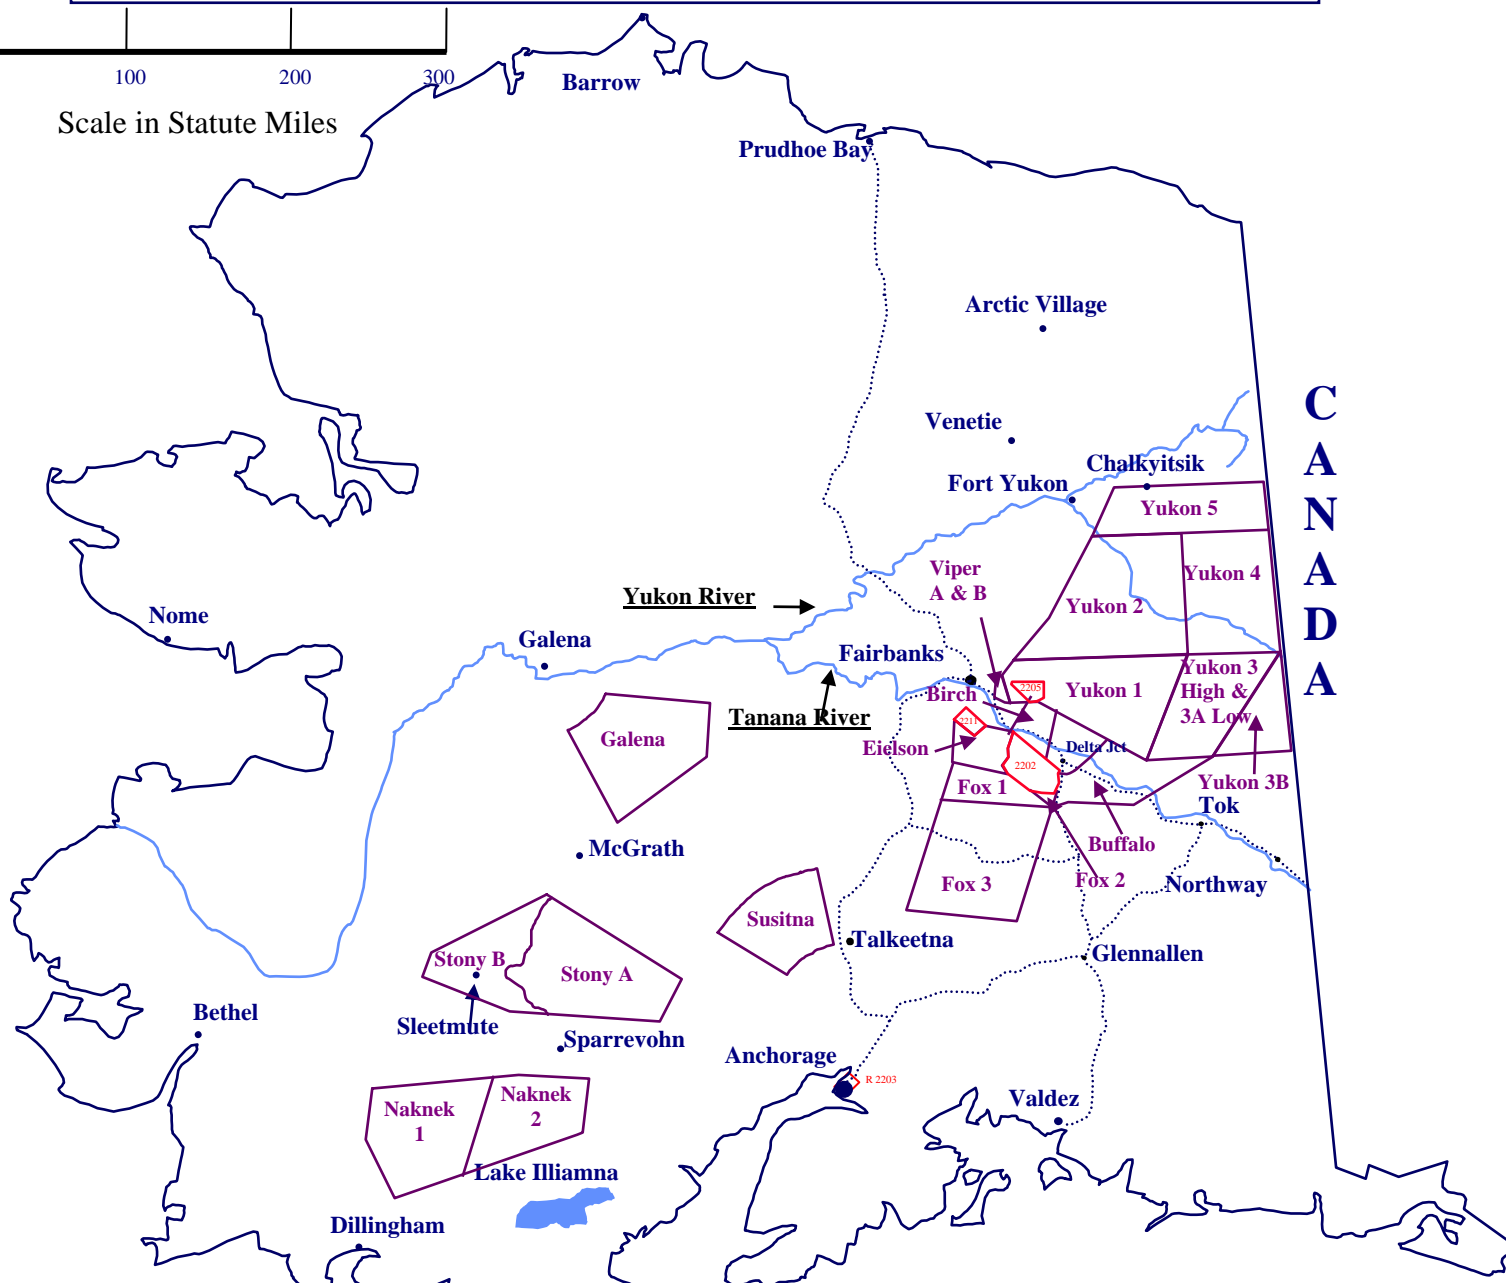 100
200
300
Scale in Statute Miles
Barrow
Prudhoe Bay
Arctic Village
C
A
N
A
D
A
Venetie
Chalkyitsik
Fort Yukon
Yukon 5
Viper
A & B
Yukon 4
Yukon River
Yukon 2
Nome
Galena
Fairbanks
Yukon 3
High &
3A Low
Birch
2205
Yukon 1
Tanana River
2211
Galena
Eielson
Delta Jct
2202
Yukon 3B
Fox 1
Tok
McGrath
Buffalo
Fox 3
Fox 2
Northway
Susitna
Talkeetna
Stony B
Stony A
Glennallen
Bethel
Sleetmute
Sparrevohn
Anchorage
R 2203
Naknek
1
Naknek
2
Valdez
Lake Illiamna
Dillingham